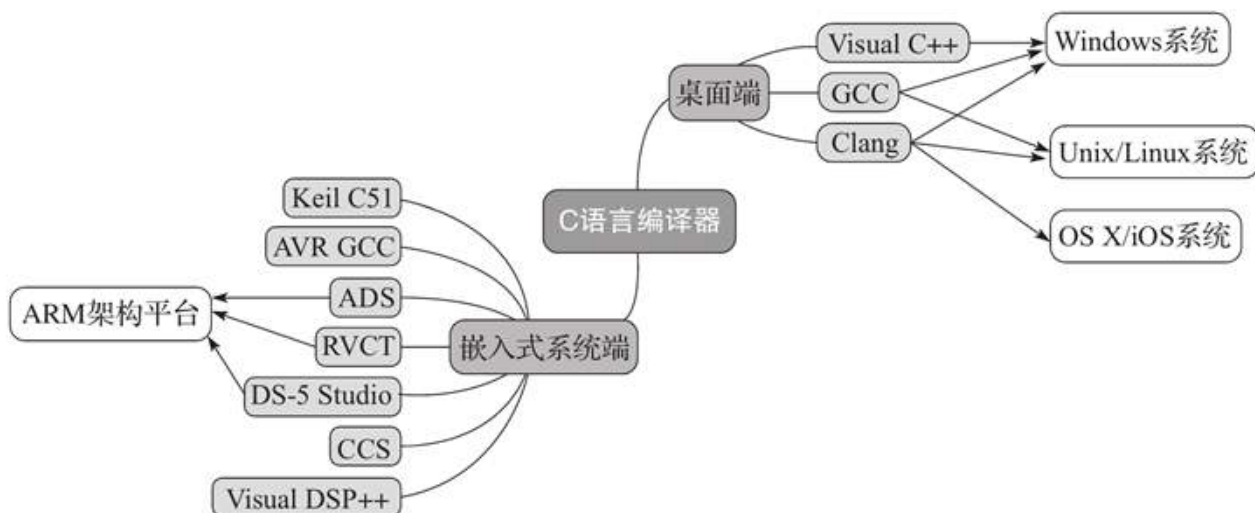 C语言编译器
桌面端
Visual C++
GCC
Clang
Windows系统
Unix/Linux系统
OS X/iOS系统
嵌入式系统端
Keil C51
AVR GCC
ADS
RVCT
DS-5 Studio
CCS
Visual DSP++
ARM架构平台